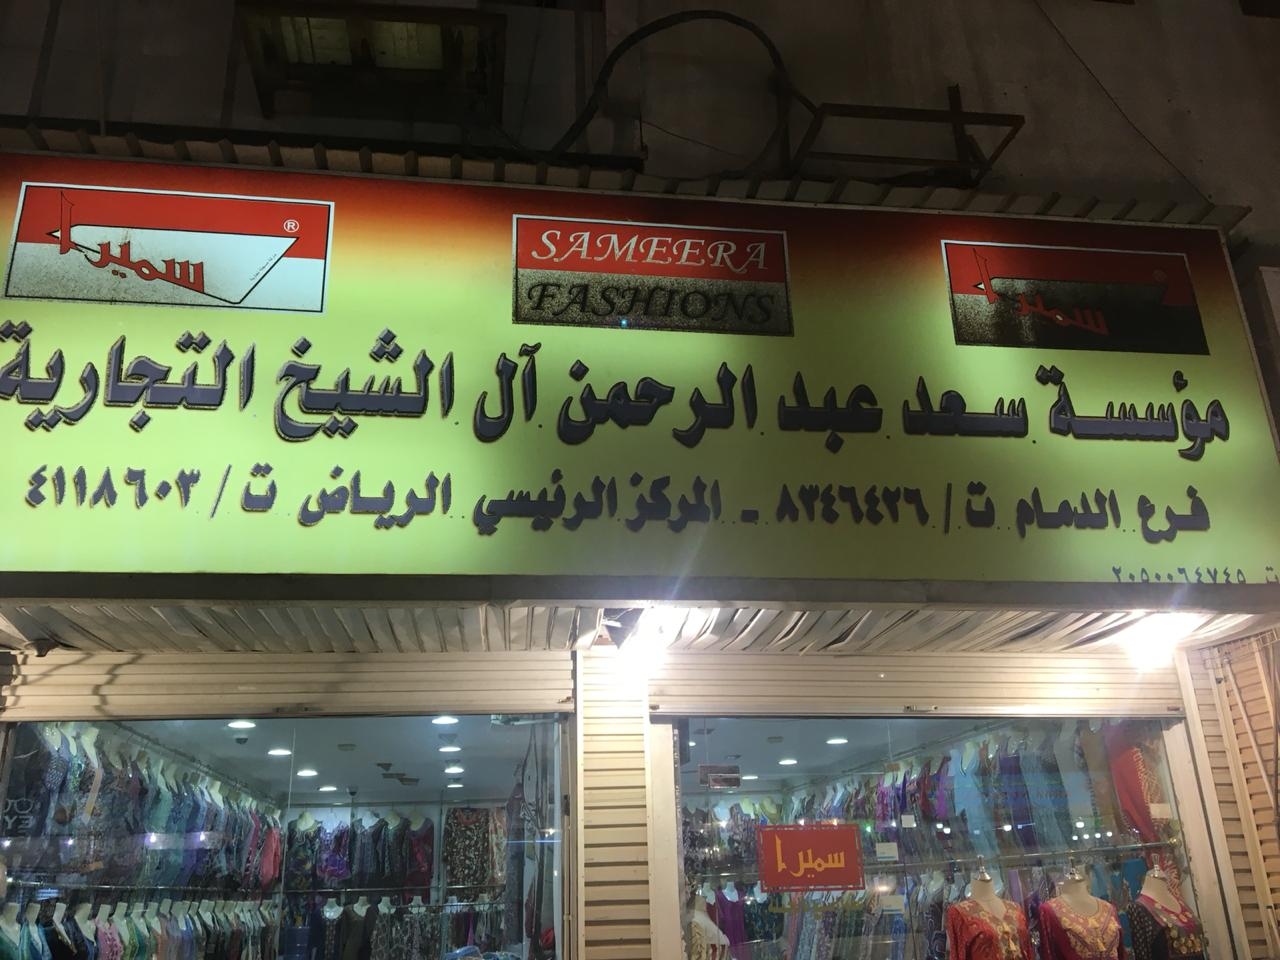 سميرا ®
SAMEERA
FASHIONS
سميرا
مؤسسة سعد عبد الرحمن آل الشيخ التجارية
فرع الدمام ت / ٨٣٤٦٤٢٦ - المركز الرئيسي الرياض ت / ٤١١٨٦٠٣
٢٠٥٠٠٦٤٧٤٥
سميرا